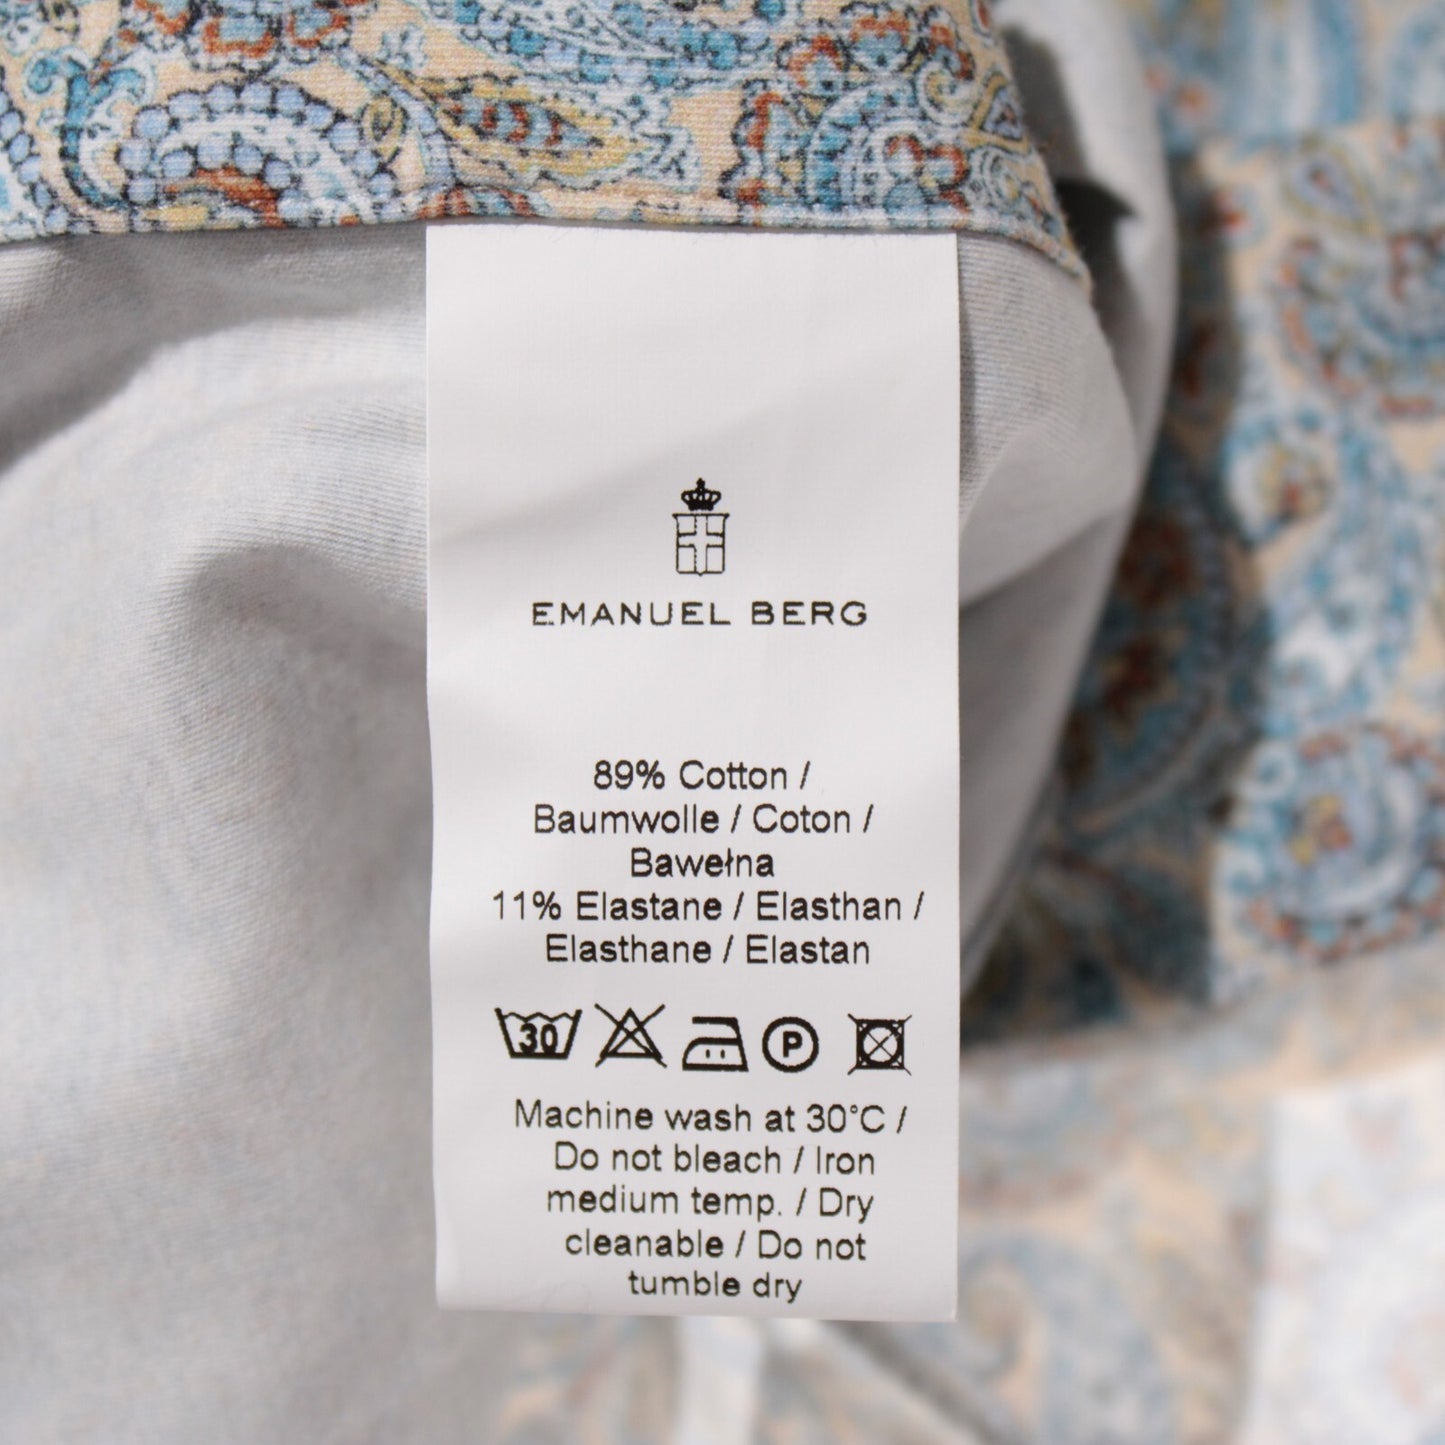 EMANUEL BERG
89% Cotton /
Baumwolle / Coton /
Bawełna
11% Elastane / Elasthan /
Elasthane / Elastan
30 P
Machine wash at 30°C /
Do not bleach / Iron
medium temp. / Dry
cleanable / Do not
tumble dry